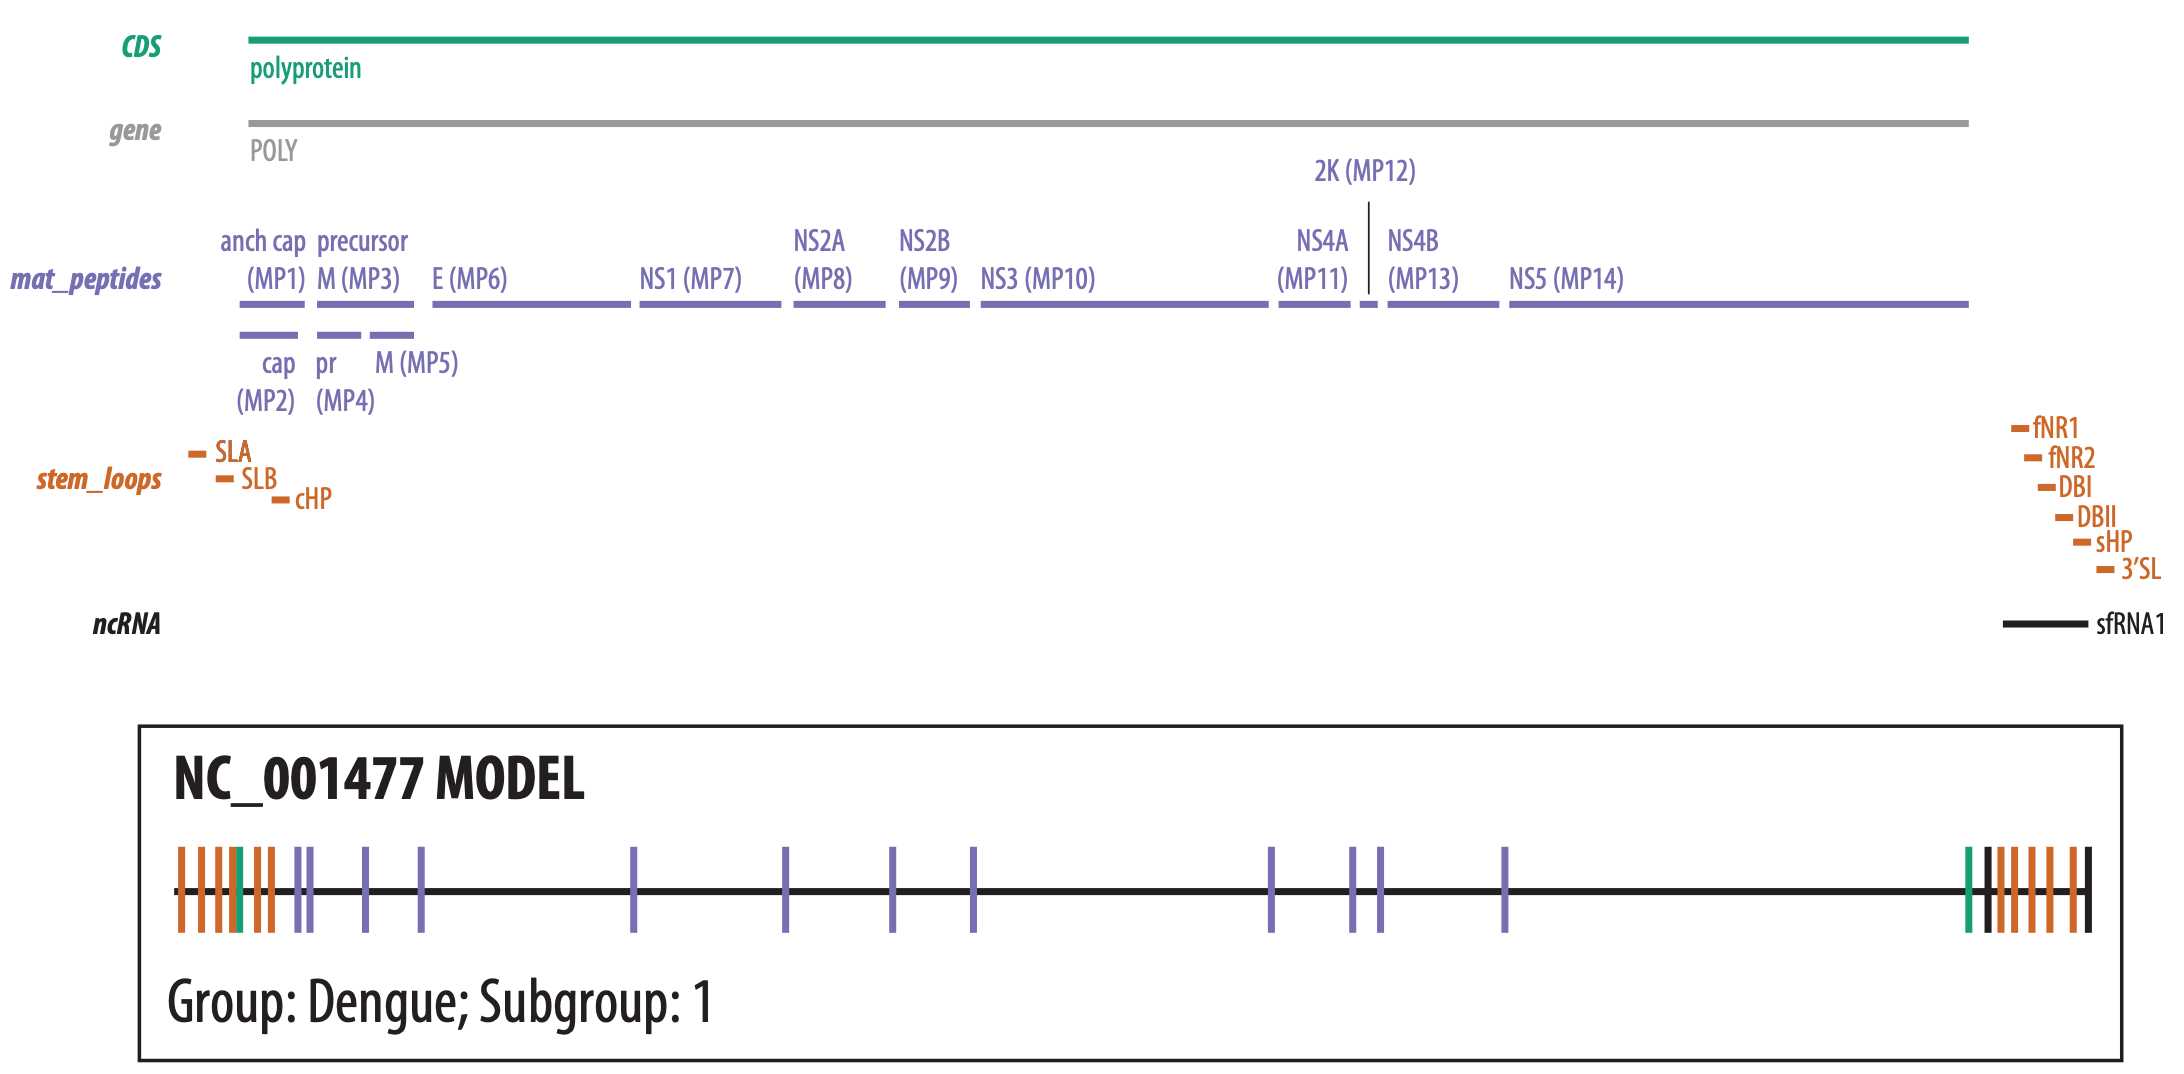 CDS
polyprotein
gene
POLY
2K (MP12)
anch cap precursor NS2A NS2B NS4A NS4B
mat_peptides (MP1) M (MP3) E (MP6) NS1 (MP7) (MP8) (MP9) NS3 (MP10) (MP11) (MP13) NS5 (MP14)
cap pr M (MP5)
(MP2) (MP4)
fNR1
SLA
fNR2
stem_loops SLB
DBI
cHP
DBII
sHP
3’SL
ncRNA sfRNA1
NC_001477 MODEL
Group: Dengue; Subgroup: 1